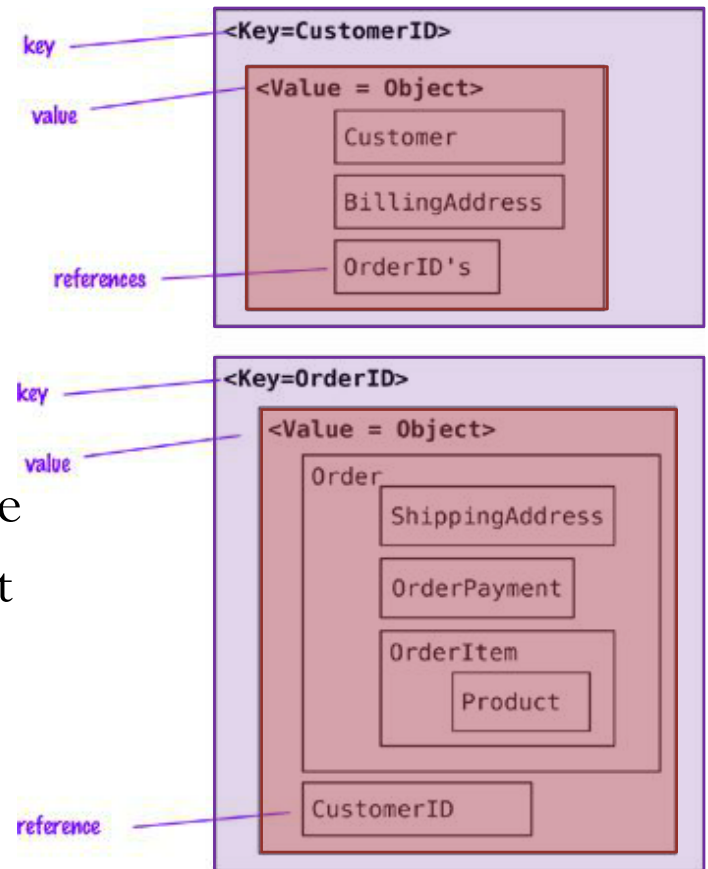 key
<Key=CustomerID>
value
<Value = Object>
Customer
BillingAddress
references
OrderID's
key
<Key=OrderID>
value
<Value = Object>
Order
ShippingAddress
e
t
OrderPayment
OrderItem
Product
reference
CustomerID